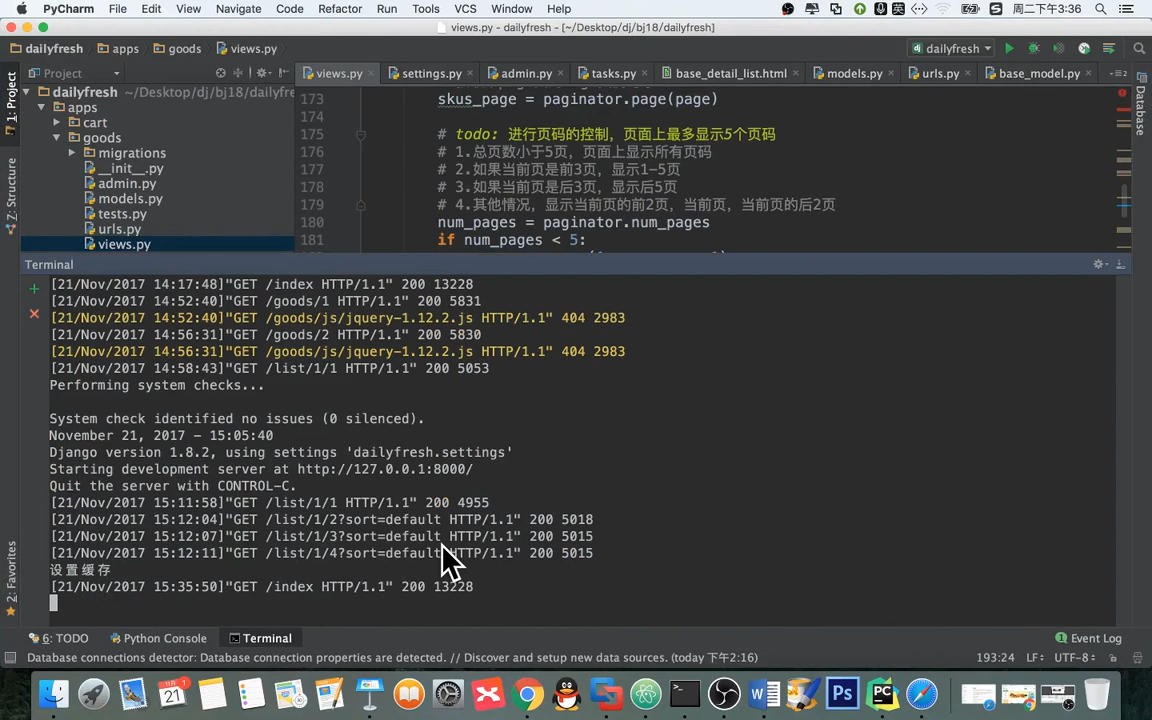 PyCharm File Edit View Navigate Code Refactor Run Tools VCS Window Help 英 周二下午3:36
views.py - dailyfresh - [~/Desktop/dj/bj18/dailyfresh]
dailyfresh apps goods views.py dailyfresh
Project views.py settings.py admin.py tasks.py base_detail_list.html models.py urls.py base_model.py
dailyfresh ~/Desktop/dj/bj18/dailyfre
apps
cart
goods
migrations
__init__.py
admin.py
models.py
tests.py
urls.py
views.py
173 skus_page = paginator.page(page)
174
175 # todo: 进行页码的控制，页面上最多显示5个页码
176 # 1.总页数小于5页，页面上显示所有页码
177 # 2.如果当前页是前3页，显示1-5页
178 # 3.如果当前页是后3页，显示后5页
179 # 4.其他情况，显示当前页的前2页，当前页，当前页的后2页
180 num_pages = paginator.num_pages
181 if num_pages < 5:
1: Project
Z: Structure
2: Favorites
Database
Terminal
[21/Nov/2017 14:17:48]"GET /index HTTP/1.1" 200 13228
[21/Nov/2017 14:52:40]"GET /goods/1 HTTP/1.1" 200 5831
[21/Nov/2017 14:52:40]"GET /goods/js/jquery-1.12.2.js HTTP/1.1" 404 2983
[21/Nov/2017 14:56:31]"GET /goods/2 HTTP/1.1" 200 5830
[21/Nov/2017 14:56:31]"GET /goods/js/jquery-1.12.2.js HTTP/1.1" 404 2983
[21/Nov/2017 14:58:43]"GET /list/1/1 HTTP/1.1" 200 5053
Performing system checks...
System check identified no issues (0 silenced).
November 21, 2017 - 15:05:40
Django version 1.8.2, using settings 'dailyfresh.settings'
Starting development server at http://127.0.0.1:8000/
Quit the server with CONTROL-C.
[21/Nov/2017 15:11:58]"GET /list/1/1 HTTP/1.1" 200 4955
[21/Nov/2017 15:12:04]"GET /list/1/2?sort=default HTTP/1.1" 200 5018
[21/Nov/2017 15:12:07]"GET /list/1/3?sort=default HTTP/1.1" 200 5015
[21/Nov/2017 15:12:11]"GET /list/1/4?sort=default HTTP/1.1" 200 5015
设置缓存
[21/Nov/2017 15:35:50]"GET /index HTTP/1.1" 200 13228
6: TODO Python Console Terminal 1 Event Log
Database connections detector: Database connection properties are detected. // Discover and setup new data sources. (today 下午2:16) 193:24 LF÷ UTF-8÷